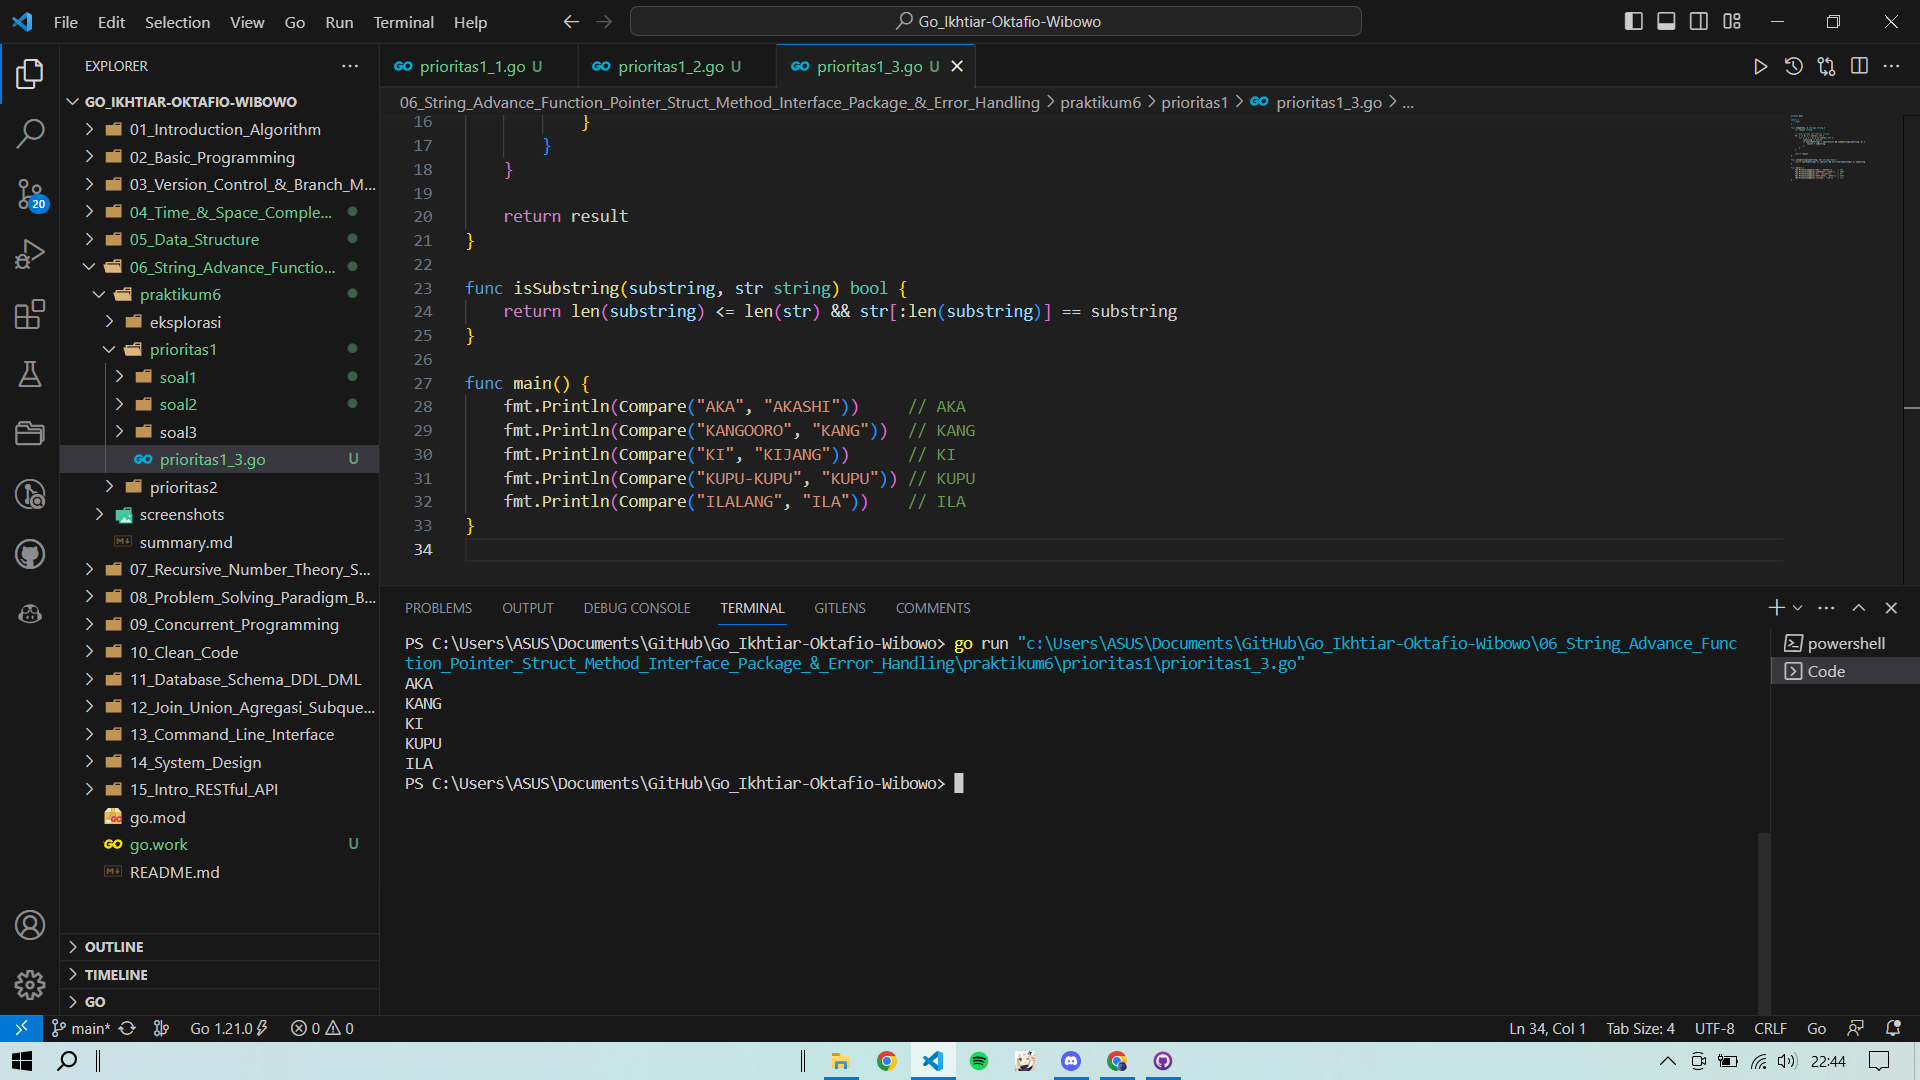 File Edit Selection View Go Run Terminal Help
Go_Ikhtiar-Oktafio-Wibowo
EXPLORER
GO_IKHTIAR-OKTAFIO-WIBOWO
01_Introduction_Algorithm
02_Basic_Programming
03_Version_Control_&_Branch_M...
04_Time_&_Space_Comple...
05_Data_Structure
06_String_Advance_Functio...
praktikum6
eksplorasi
prioritas1
soal1
soal2
soal3
GO prioritas1_3.go U
prioritas2
screenshots
summary.md
07_Recursive_Number_Theory_S...
08_Problem_Solving_Paradigm_B...
09_Concurrent_Programming
10_Clean_Code
11_Database_Schema_DDL_DML
12_Join_Union_Agregasi_Subque...
13_Command_Line_Interface
14_System_Design
15_Intro_RESTful_API
go.mod
GO go.work U
README.md
OUTLINE
TIMELINE
GO
20
GO prioritas1_1.go U
GO prioritas1_2.go U
GO prioritas1_3.go U
06_String_Advance_Function_Pointer_Struct_Method_Interface_Package_&_Error_Handling > praktikum6 > prioritas1 > GO prioritas1_3.go > ...
16 }
17 }
18 }
19
20 return result
21 }
22
23 func isSubstring(substring, str string) bool {
24 return len(substring) <= len(str) && str[:len(substring)] == substring
25 }
26
27 func main() {
28 fmt.Println(Compare("AKA", "AKASHI")) // AKA
29 fmt.Println(Compare("KANGOORO", "KANG")) // KANG
30 fmt.Println(Compare("KI", "KIJANG")) // KI
31 fmt.Println(Compare("KUPU-KUPU", "KUPU")) // KUPU
32 fmt.Println(Compare("ILALANG", "ILA")) // ILA
33 }
34
PROBLEMS OUTPUT DEBUG CONSOLE TERMINAL GITLENS COMMENTS
PS C:\Users\ASUS\Documents\GitHub\Go_Ikhtiar-Oktafio-Wibowo> go run "c:\Users\ASUS\Documents\GitHub\Go_Ikhtiar-Oktafio-Wibowo\06_String_Advance_Func
tion_Pointer_Struct_Method_Interface_Package_&_Error_Handling\praktikum6\prioritas1\prioritas1_3.go"
AKA
KANG
KI
KUPU
ILA
PS C:\Users\ASUS\Documents\GitHub\Go_Ikhtiar-Oktafio-Wibowo>
powershell
Code
main* Go 1.21.0 0 0
Ln 34, Col 1 Tab Size: 4 UTF-8 CRLF Go
22:44